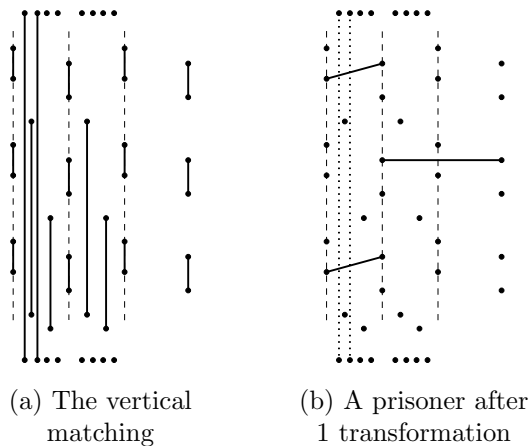 (a) The vertical
matching
(b) A prisoner after
1 transformation